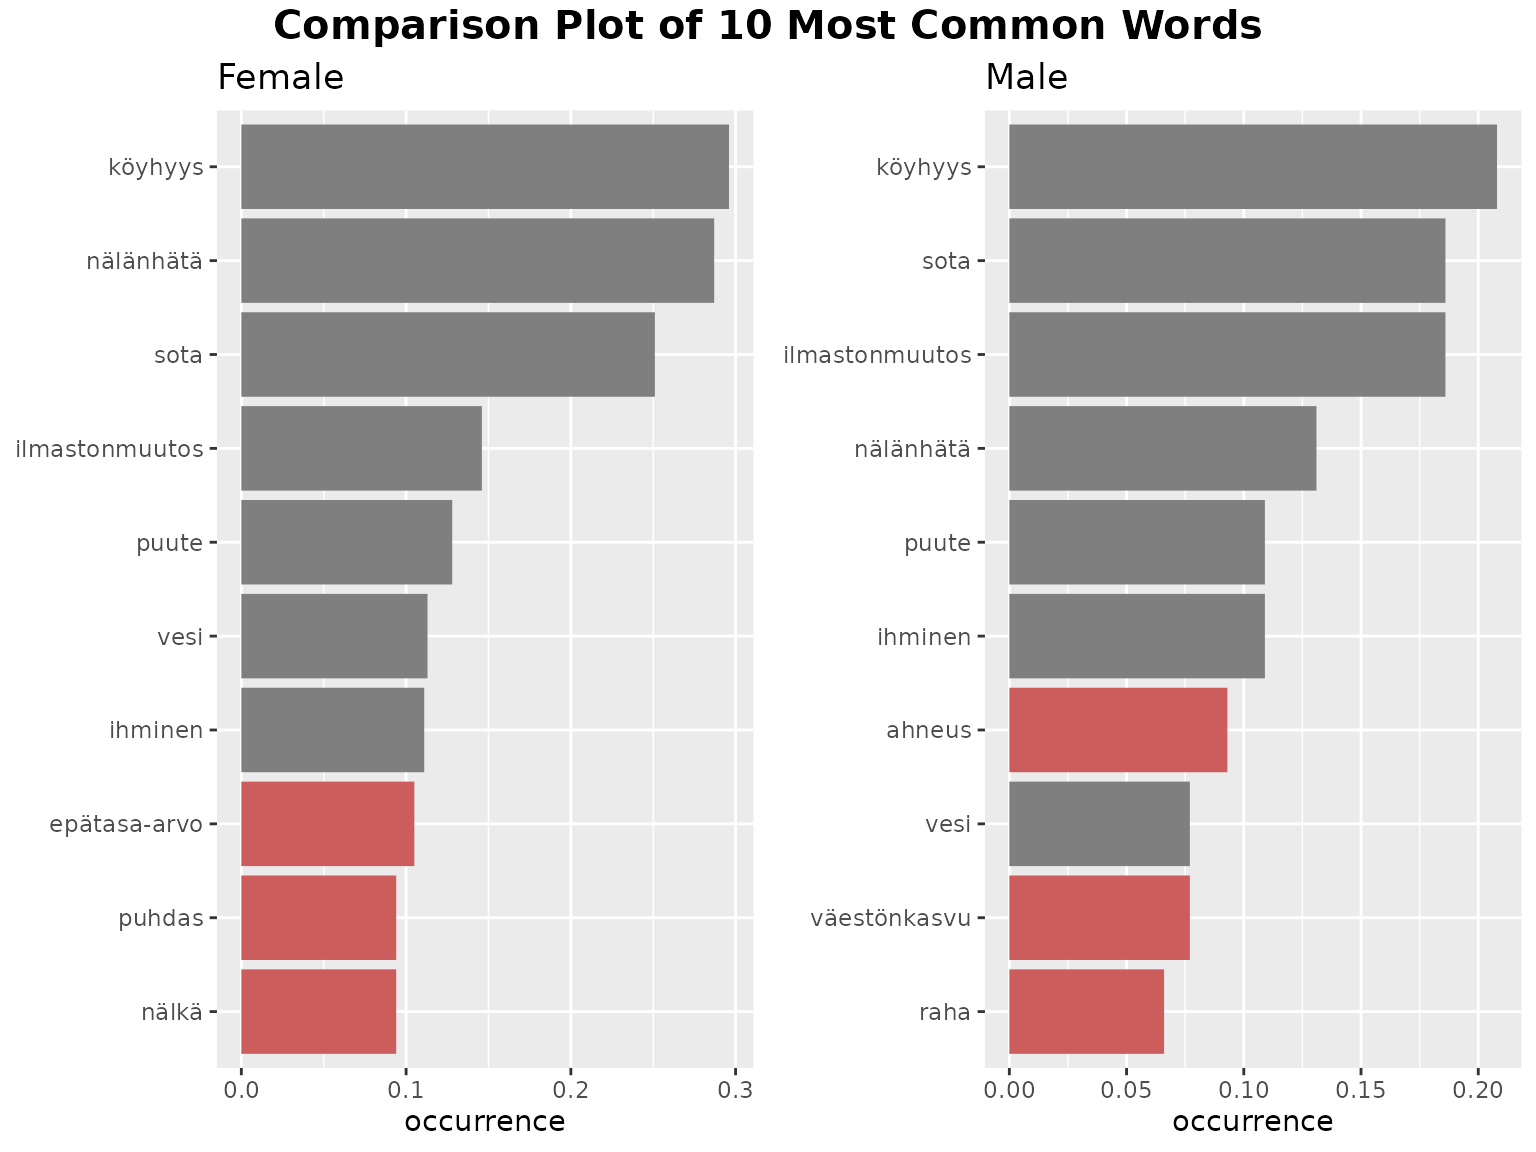 Comparison Plot of 10 Most Common Words
Female
köyhyys
nälänhätä
sota
ilmastonmuutos
puute
vesi
ihminen
epätasa-arvo
puhdas
nälkä
0.0 0.1 0.2 0.3
occurrence
Male
köyhyys
sota
ilmastonmuutos
nälänhätä
puute
ihminen
ahneus
vesi
väestönkasvu
raha
0.00 0.05 0.10 0.15 0.20
occurrence